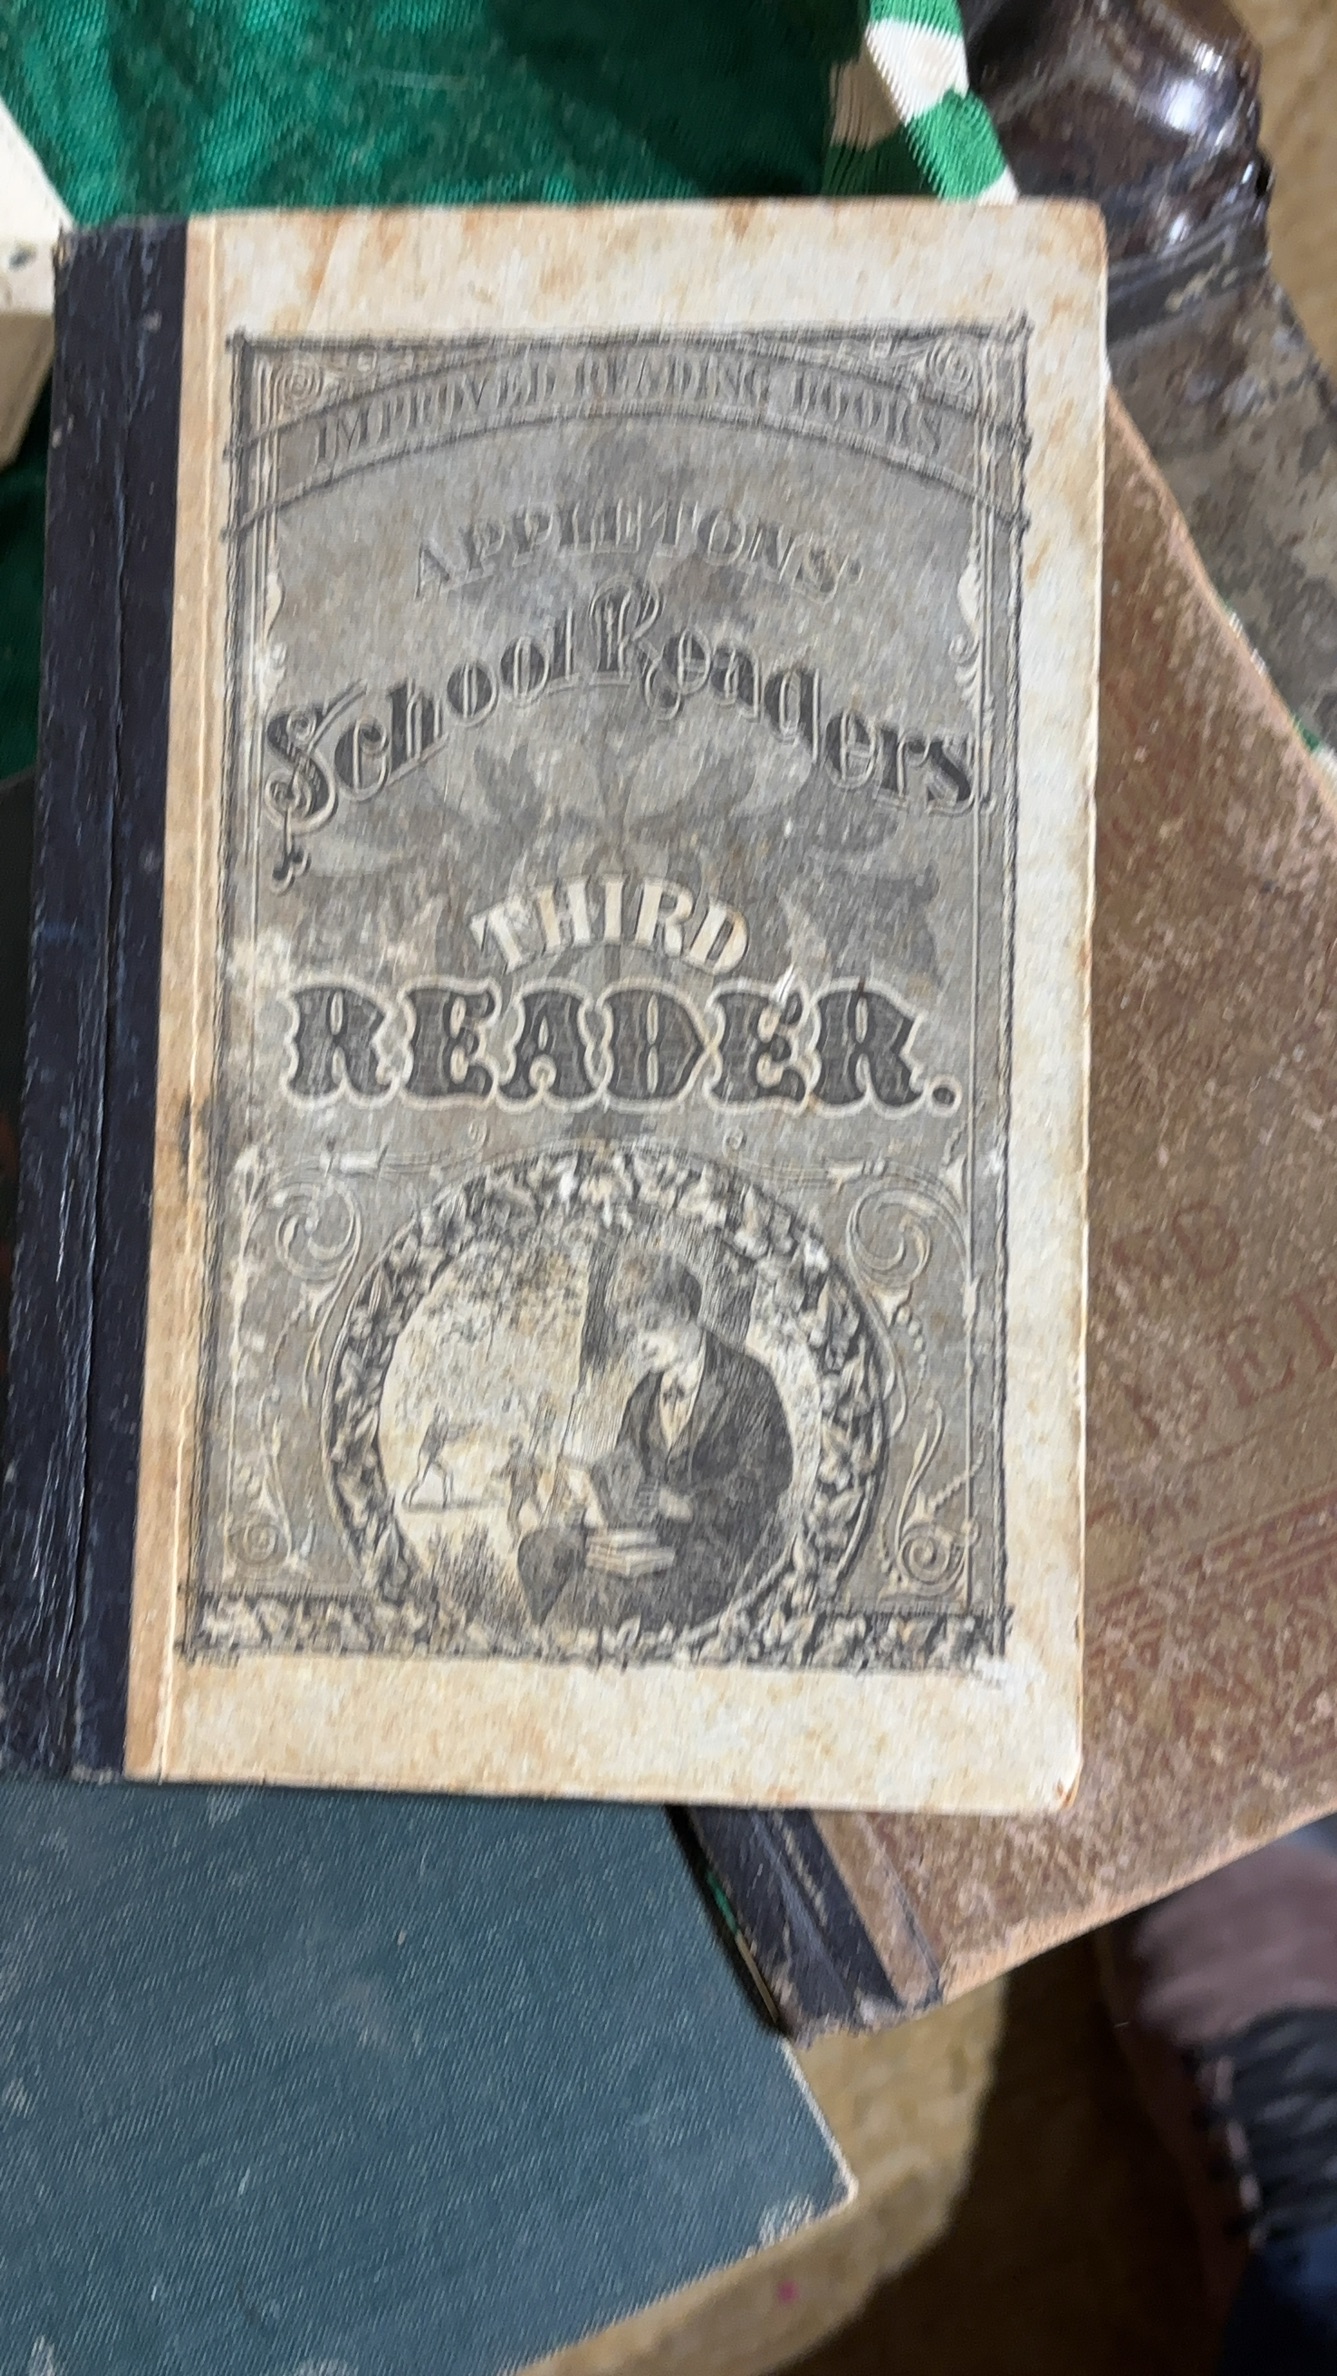 IMPROVED READING BOOKS
APPLETONS'
School Readers
THIRD
READER.